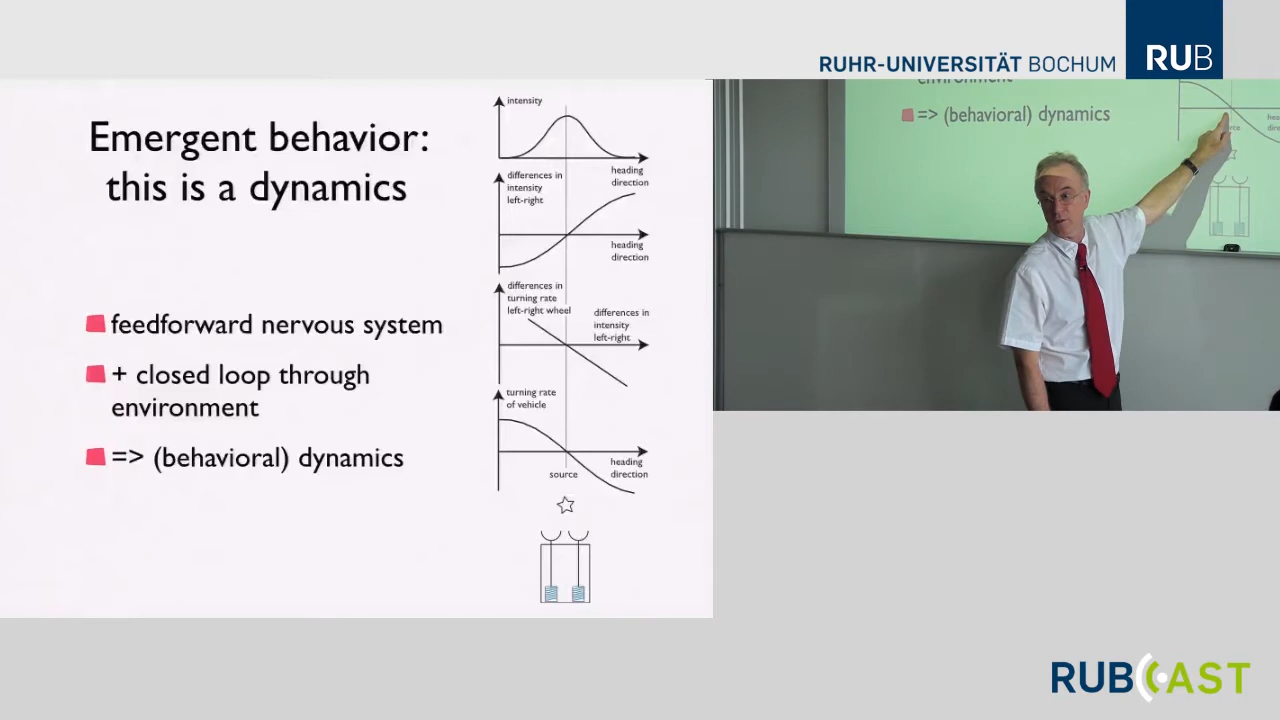 RUHR-UNIVERSITÄT BOCHUM
RUB
Emergent behavior:
this is a dynamics
feedforward nervous system
+ closed loop through
environment
=> (behavioral) dynamics
intensity
heading
direction
differences in
intensity
left-right
heading
direction
differences in
turning rate
left-right wheel
differences in
intensity
left-right
turning rate
of vehicle
heading
direction
source
environment
=> (behavioral) dynamics
RUBCAST